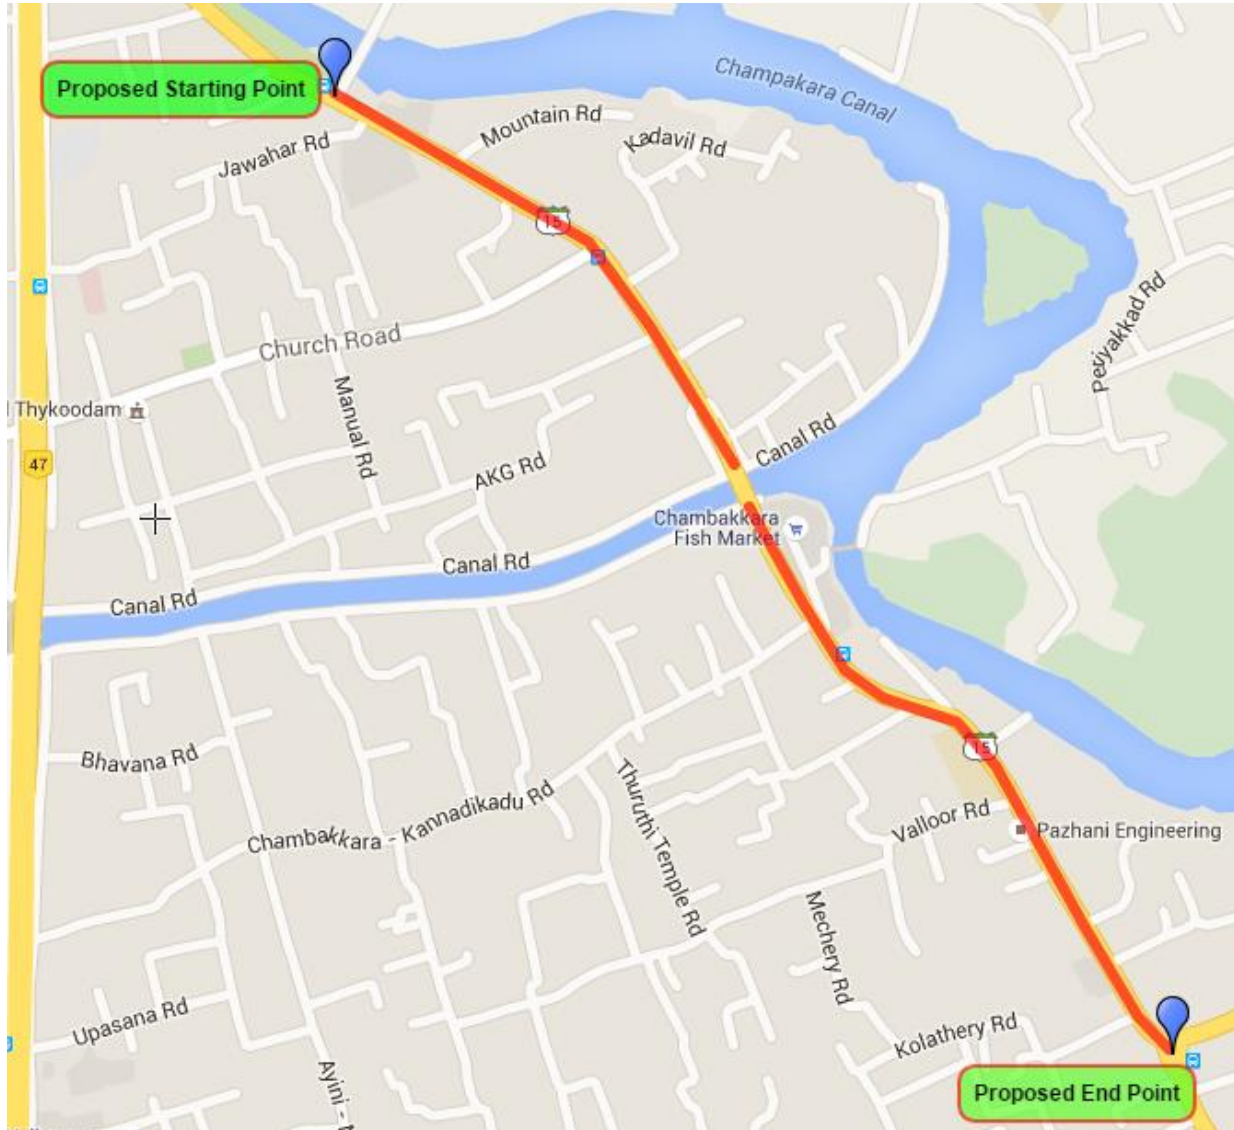 Champakara Canal
Proposed Starting Point
Mountain Rd
Kadavil Rd
Jawahar Rd
15
Periyakkad Rd
Church Road
Thykoodam
Manual Rd
47
Canal Rd
AKG Rd
Chambakkara
Fish Market
Canal Rd
Canal Rd
15
Bhavana Rd
Thuruthi Temple Rd
Chambakkara - Kannadikadu Rd
Valloor Rd
Pazhani Engineering
Mechery Rd
Upasana Rd
Kolathery Rd
Ayini -
Proposed End Point